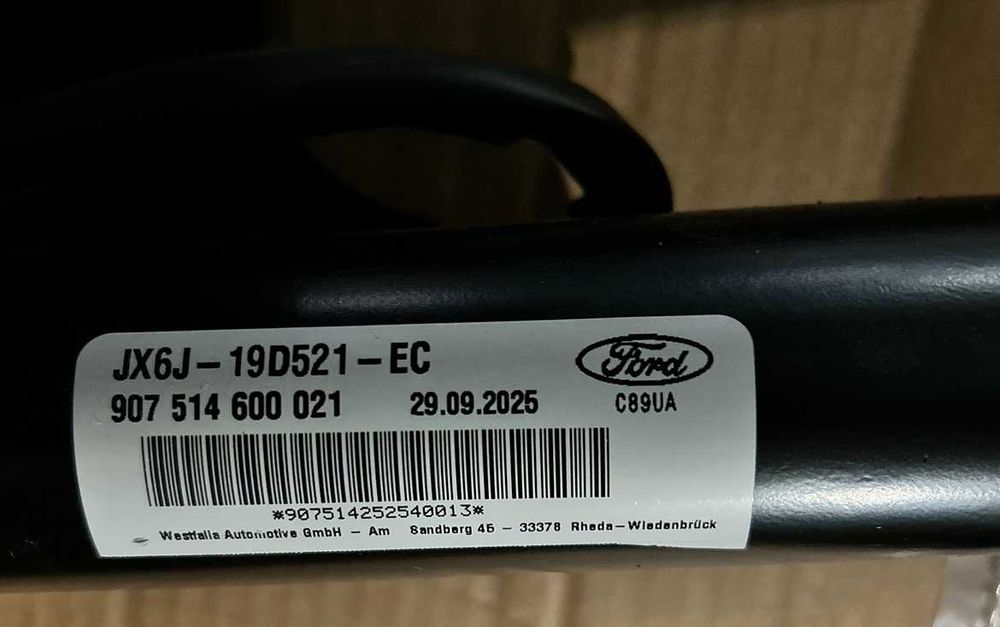 JX6J-19D521-EC
Ford
907 514 600 021 29.09.2025 C89UA
*907514252540013*
Westfalia Automotive GmbH - Am Sandberg 45 - 33378 Rheda-Wiedenbrück